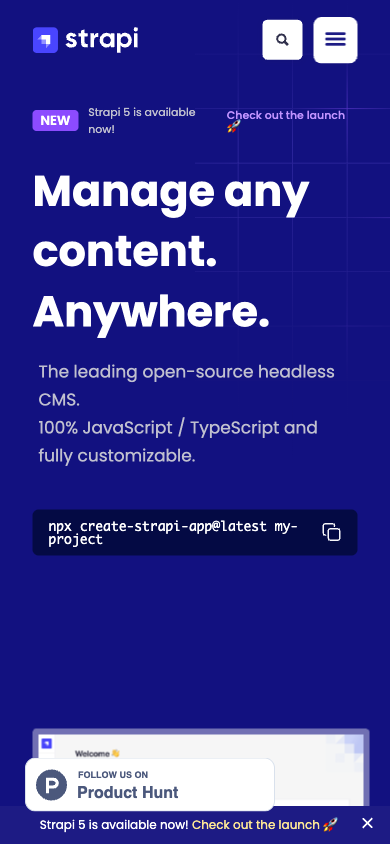 strapi
NEW
Strapi 5 is available now!
Check out the launch 🚀
Manage any
content.
Anywhere.
The leading open-source headless
CMS.
100% JavaScript / TypeScript and
fully customizable.
npx create-strapi-app@latest my-
project
Welcome 👋
FOLLOW US ON
Product Hunt
Strapi 5 is available now! Check out the launch 🚀